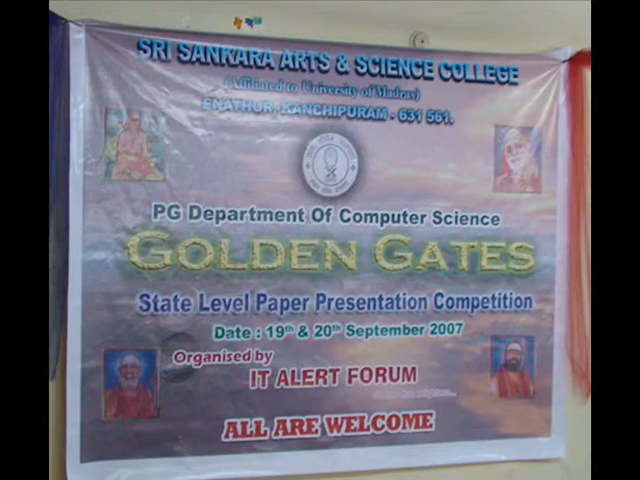 SRI SANKARA ARTS & SCIENCE COLLEGE
(Affiliated to University of Madras)
ENATHUR, KANCHIPURAM - 631 561.
PG Department Of Computer Science
GOLDEN GATES
State Level Paper Presentation Competition
Date : 19th & 20th September 2007
Organised by
IT ALERT FORUM
ALL ARE WELCOME